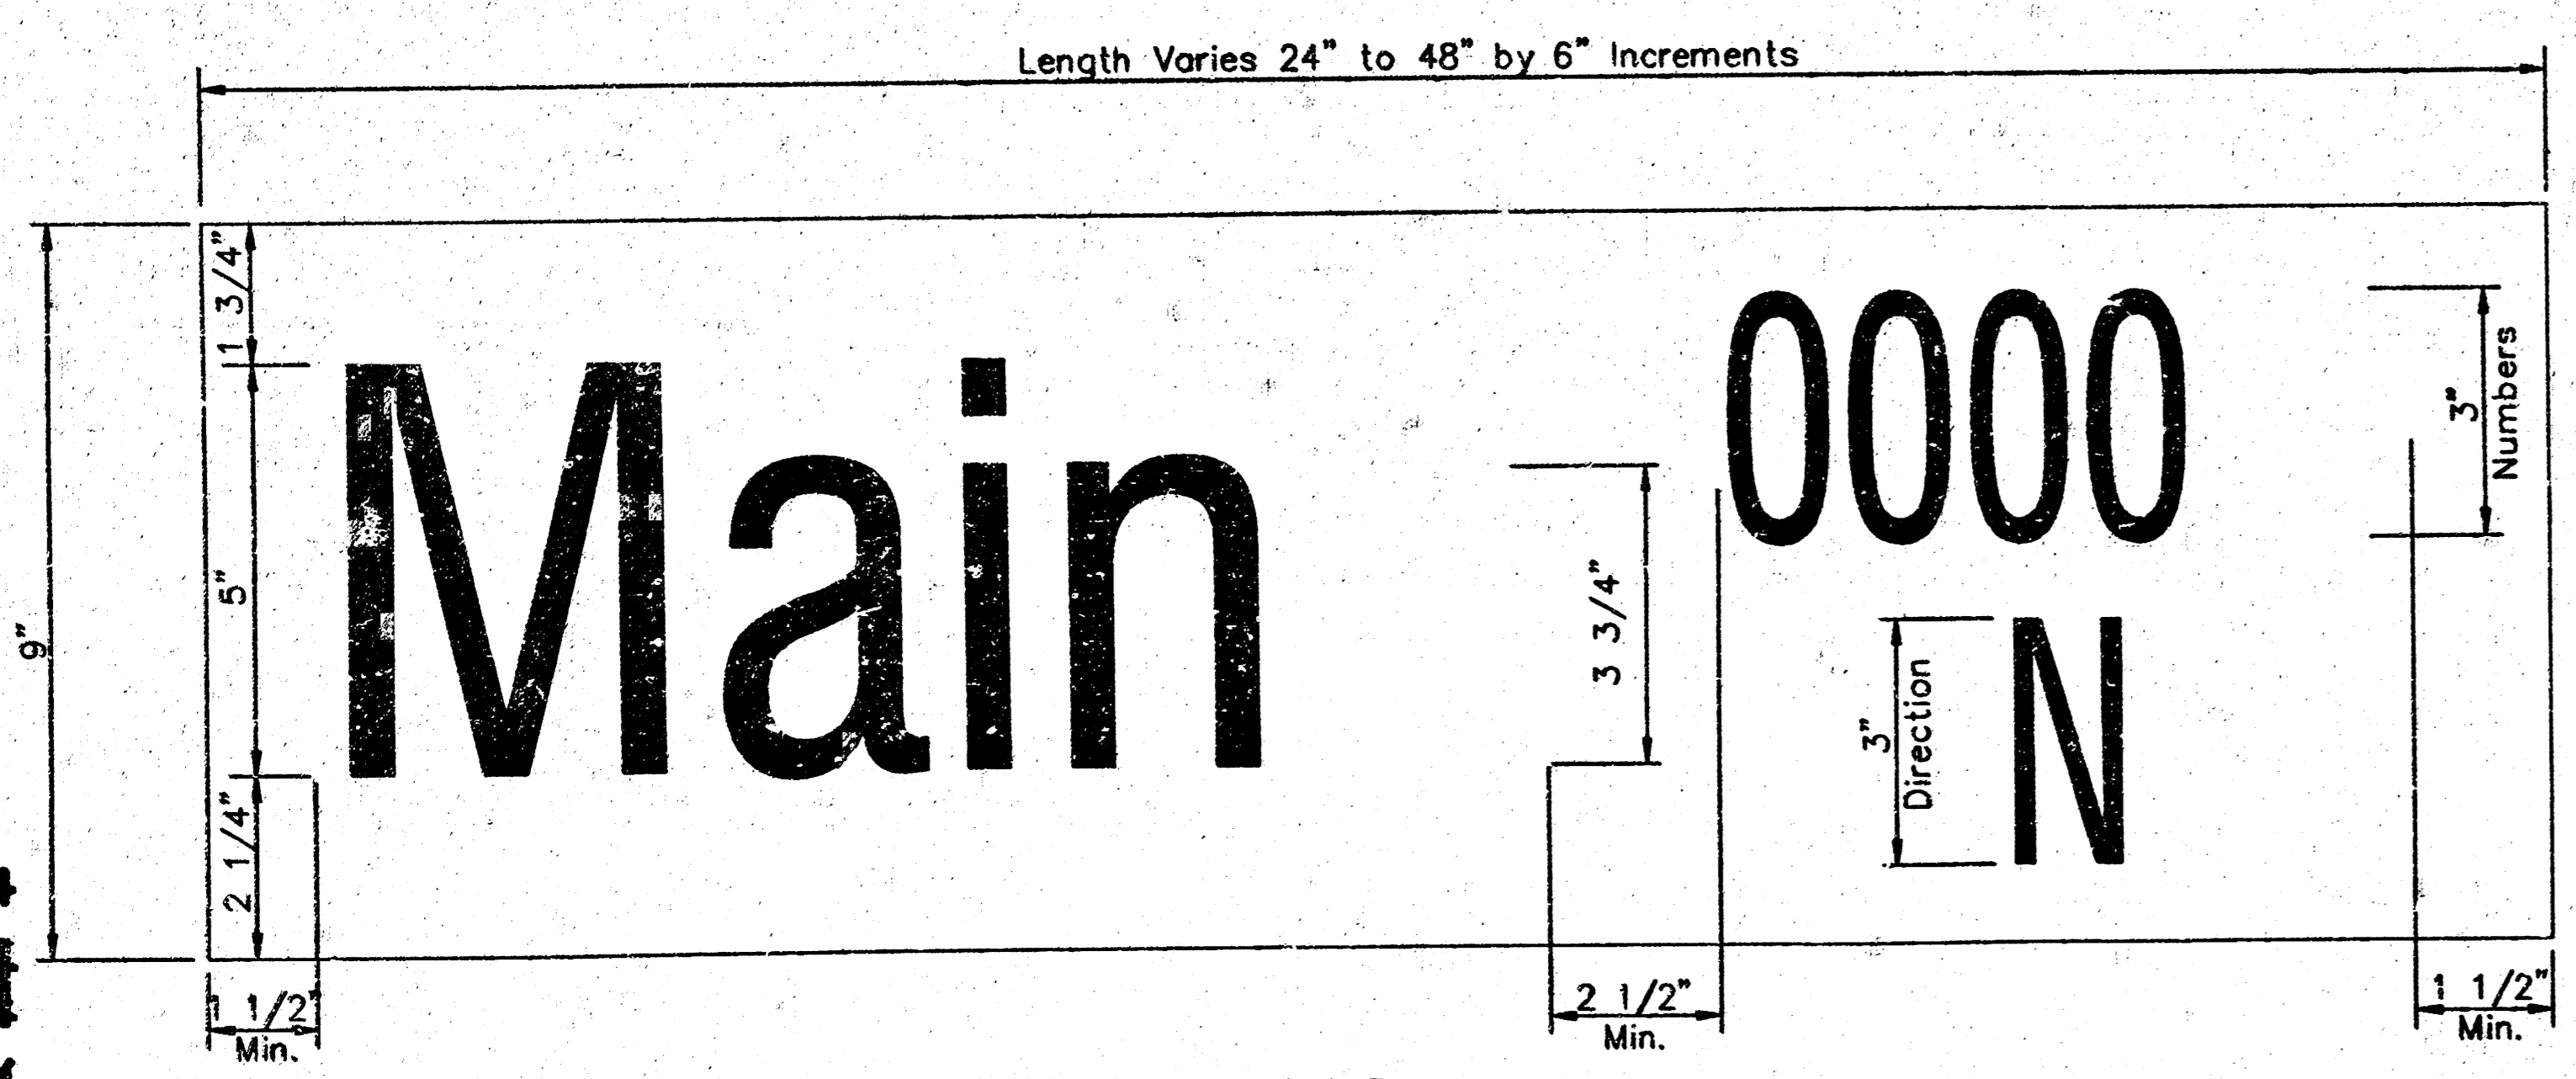 Length Varies 24" to 48" by 6" Increments
1 3/4"
5"
9"
2 1/4"
1 1/2"
Min.
Main
3 3/4"
2 1/2"
Min.
0000
3"
Numbers
N
3"
Direction
1 1/2"
Min.